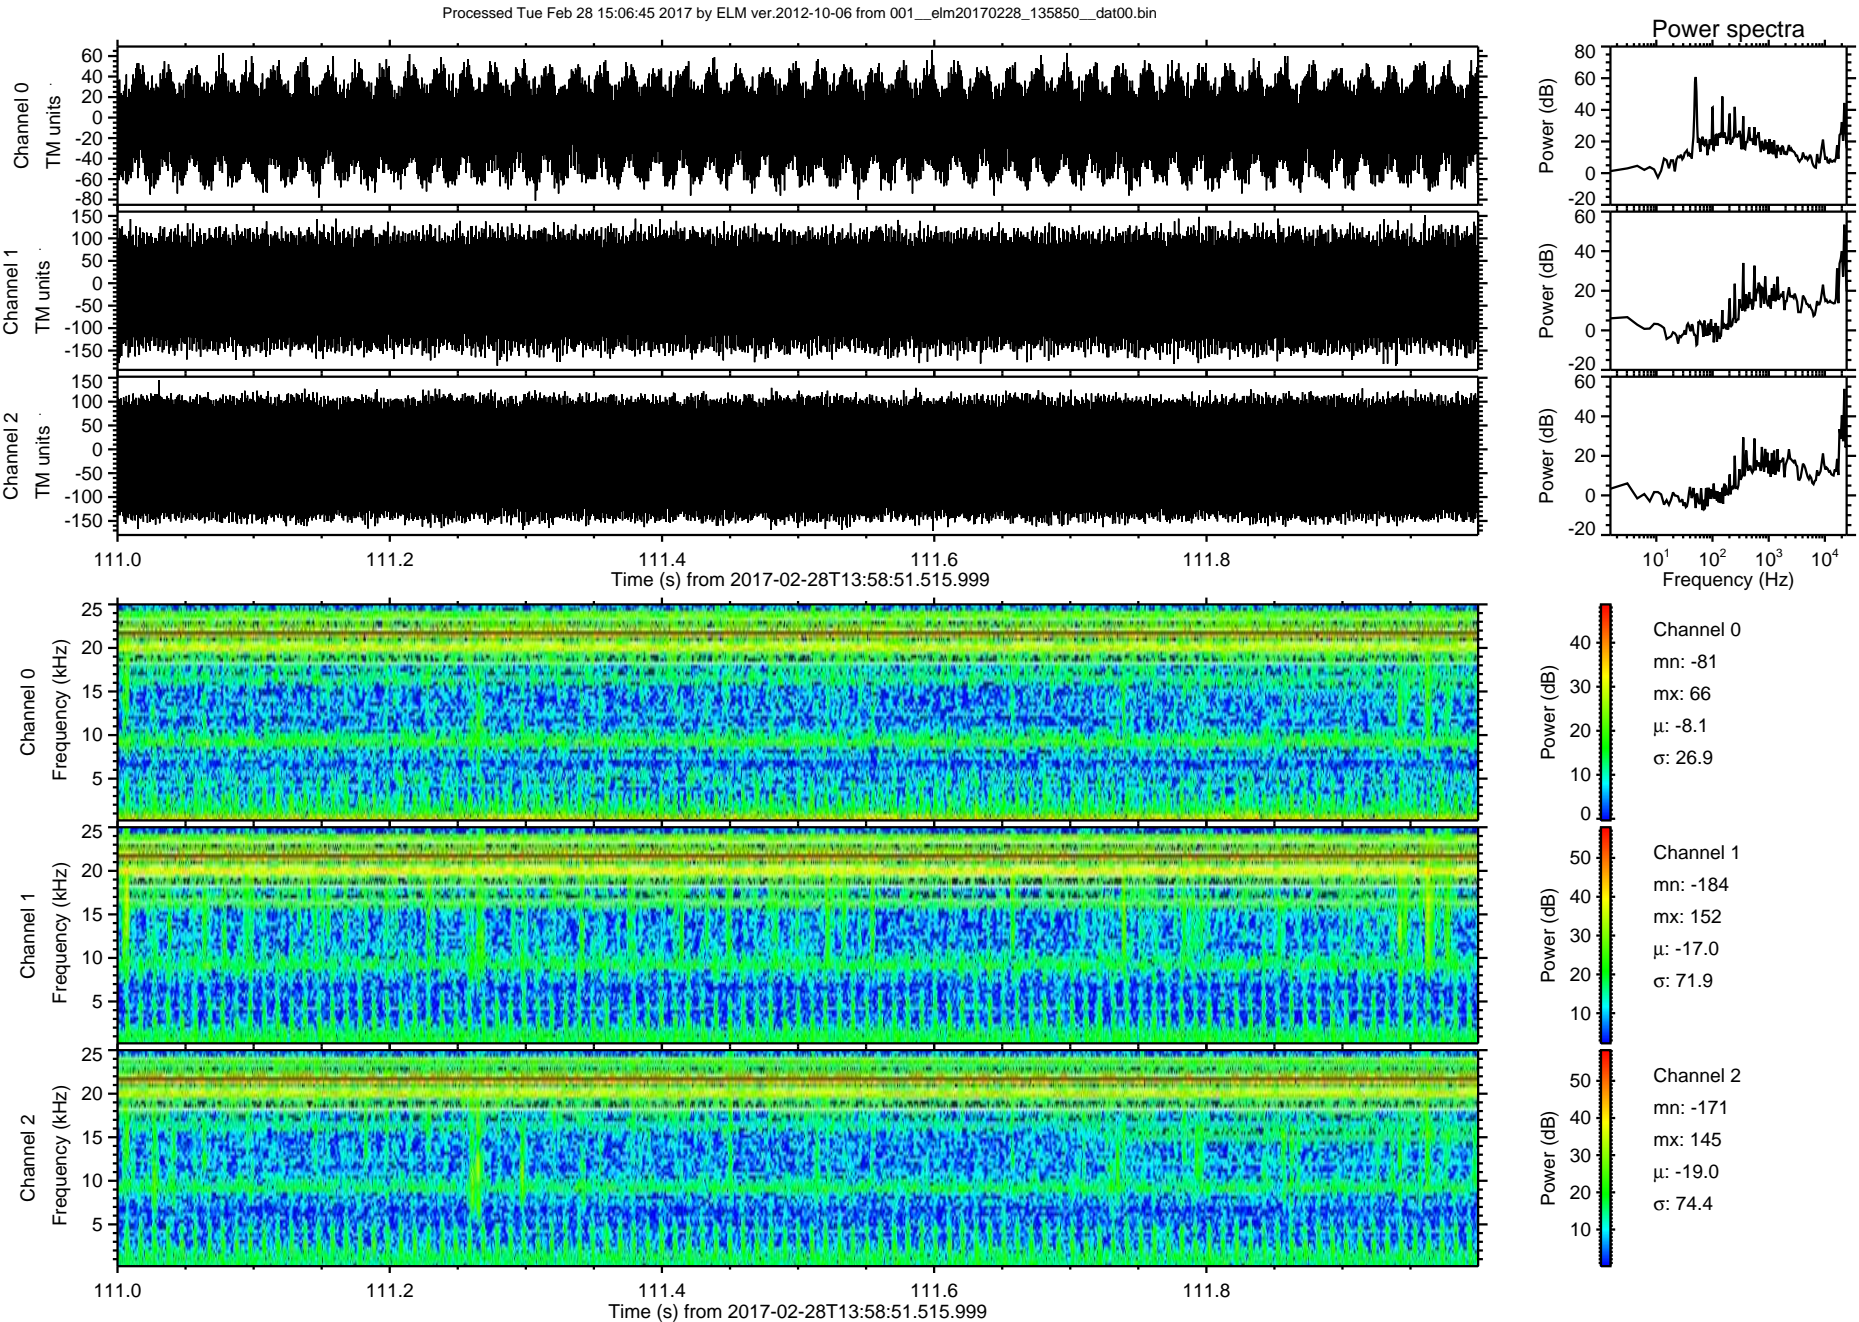 Processed Tue Feb 28 15:06:45 2017 by ELM ver.2012-10-06 from 001__elm20170228_135850__dat00.bin
Power spectra
Channel 0
TM units
60
40
20
0
-20
-40
-60
-80
Power (dB)
80
60
40
20
0
-20
Channel 1
TM units
150
100
50
0
-50
-100
-150
Power (dB)
60
40
20
0
-20
Channel 2
TM units
150
100
50
0
-50
-100
-150
Power (dB)
60
40
20
0
-20
111.0 111.2 111.4 111.6 111.8
Time (s) from 2017-02-28T13:58:51.515.999
10¹ 10² 10³ 10⁴
Frequency (Hz)
Channel 0
Frequency (kHz)
25
20
15
10
5
Power (dB)
40
30
20
10
0
Channel 0
mn: -81
mx: 66
μ: -8.1
σ: 26.9
Channel 1
Frequency (kHz)
25
20
15
10
5
Power (dB)
50
40
30
20
10
Channel 1
mn: -184
mx: 152
μ: -17.0
σ: 71.9
Channel 2
Frequency (kHz)
25
20
15
10
5
Power (dB)
50
40
30
20
10
Channel 2
mn: -171
mx: 145
μ: -19.0
σ: 74.4
111.0 111.2 111.4 111.6 111.8
Time (s) from 2017-02-28T13:58:51.515.999